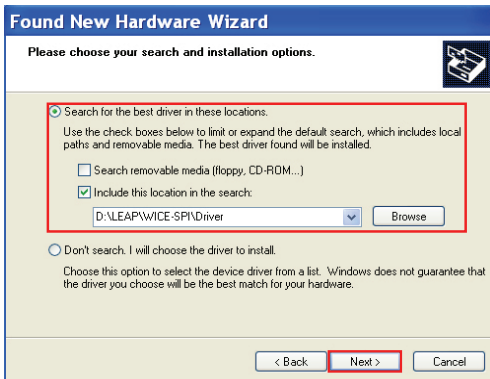 Found New Hardware Wizard
Please choose your search and installation options.
Search for the best driver in these locations.
Use the check boxes below to limit or expand the default search, which includes local
paths and removable media. The best driver found will be installed.
Search removable media (floppy, CD-ROM...)
Include this location in the search:
D:\LEAP\WICE-SPI\Driver
Browse
Don't search. I will choose the driver to install.
Choose this option to select the device driver from a list. Windows does not guarantee that
the driver you choose will be the best match for your hardware.
< Back
Next >
Cancel